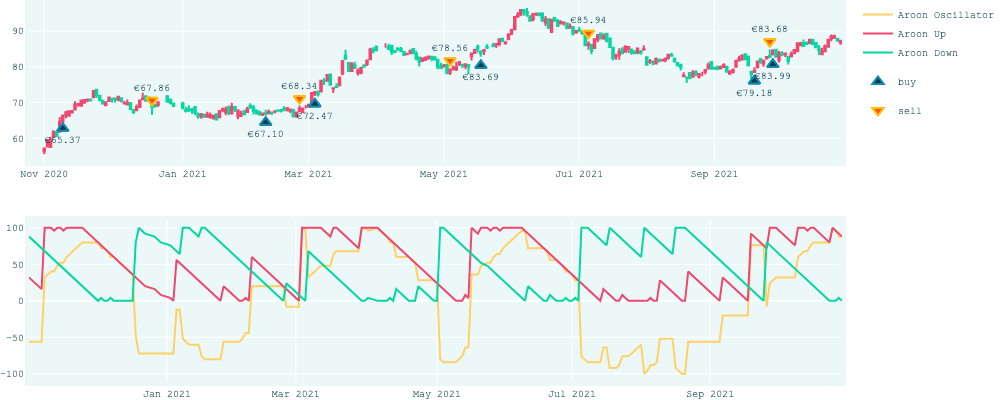 €85.94
Aroon Oscillator
90
€83.68
Aroon Up
€78.56
Aroon Down
80
€83.69
€83.99
buy
€67.86
€68.34
€79.18
70
€72.47
sell
€67.10
60
€65.37
Nov 2020 Jan 2021 Mar 2021 May 2021 Jul 2021 Sep 2021
100
50
0
−50
−100
Jan 2021 Mar 2021 May 2021 Jul 2021 Sep 2021